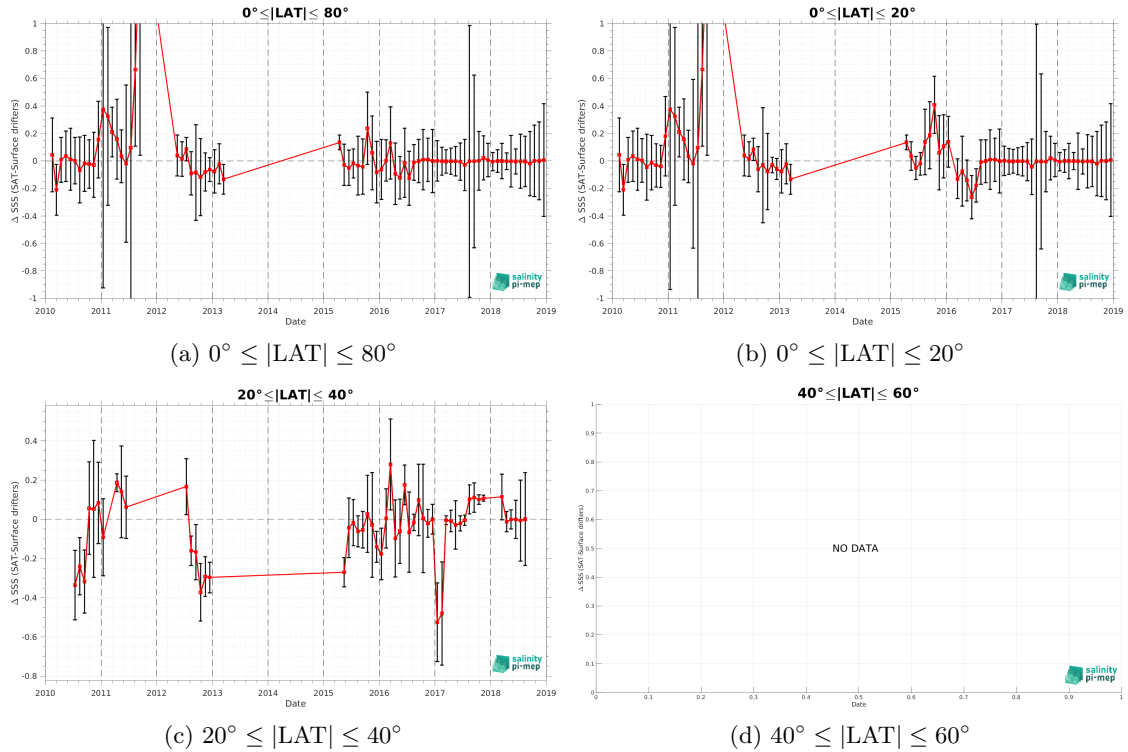 0°≤|LAT|≤ 80°
1
0.8
0.6
0.4
0.2
0
-0.2
-0.4
-0.6
-0.8
-1
Δ SSS (SAT-Surface drifters)
2010 2011 2012 2013 2014 2015 2016 2017 2018 2019
Date
salinity
pi-mep
(a) 0° ≤ |LAT| ≤ 80°
0°≤|LAT|≤ 20°
1
0.8
0.6
0.4
0.2
0
-0.2
-0.4
-0.6
-0.8
-1
Δ SSS (SAT-Surface drifters)
2010 2011 2012 2013 2014 2015 2016 2017 2018 2019
Date
salinity
pi-mep
(b) 0° ≤ |LAT| ≤ 20°
20°≤|LAT|≤ 40°
0.4
0.2
0
-0.2
-0.4
-0.6
-0.8
Δ SSS (SAT-Surface drifters)
2010 2011 2012 2013 2014 2015 2016 2017 2018 2019
Date
salinity
pi-mep
(c) 20° ≤ |LAT| ≤ 40°
40°≤|LAT|≤ 60°
1
0.9
0.8
0.7
0.6
0.5
0.4
0.3
0.2
0.1
0
Δ SSS (SAT-Surface drifters)
NO DATA
0 0.1 0.2 0.3 0.4 0.5 0.6 0.7 0.8 0.9 1
Date
salinity
pi-mep
(d) 40° ≤ |LAT| ≤ 60°